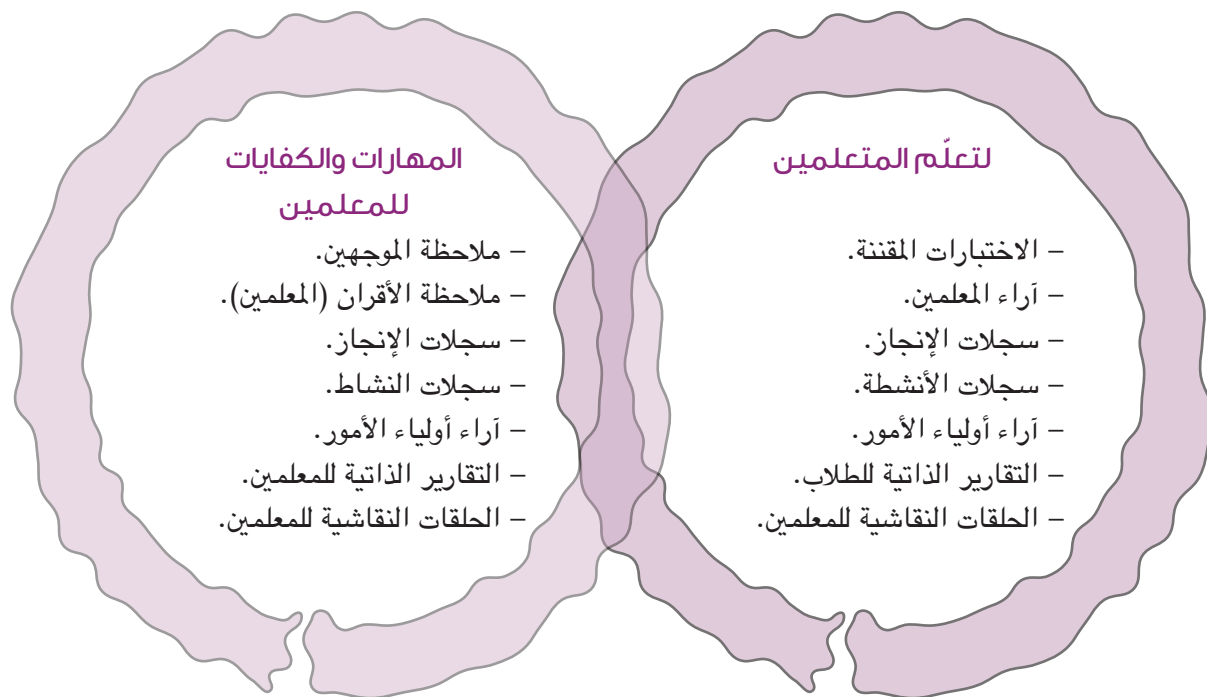 لتعلّم المتعلمين
– الاختبارات المقننة.
– آراء المعلمين.
– سجلات الإنجاز.
– سجلات الأنشطة.
– آراء أولياء الأمور.
– التقارير الذاتية للطلاب.
– الحلقات النقاشية للمعلمين.
المهارات والكفايات
للمعلمين
– ملاحظة الموجهين.
– ملاحظة الأقران (المعلمين).
– سجلات الإنجاز.
– سجلات النشاط.
– آراء أولياء الأمور.
– التقارير الذاتية للمعلمين.
– الحلقات النقاشية للمعلمين.